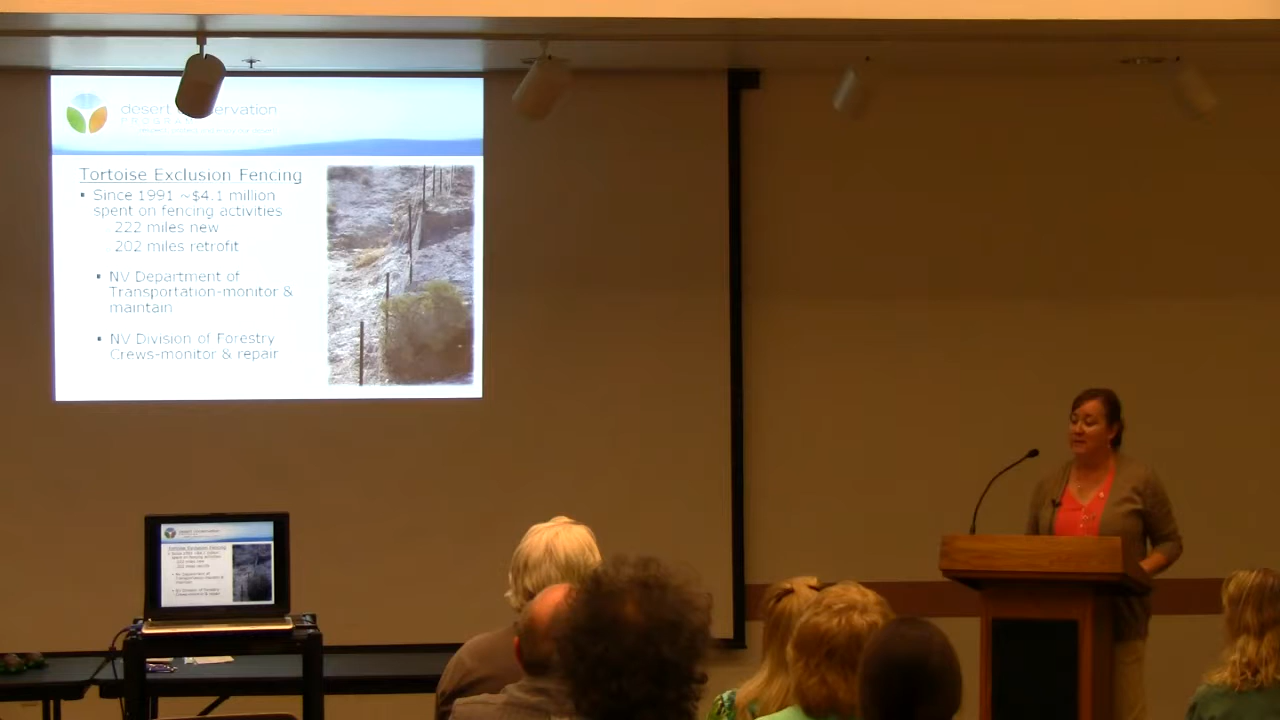 desert conservation
PROGRAM
Tortoise Exclusion Fencing
▪ Since 1991 ~$4.1 million
spent on fencing activities
222 miles new
202 miles retrofit
▪ NV Department of
Transportation-monitor &
maintain
▪ NV Division of Forestry
Crews-monitor & repair